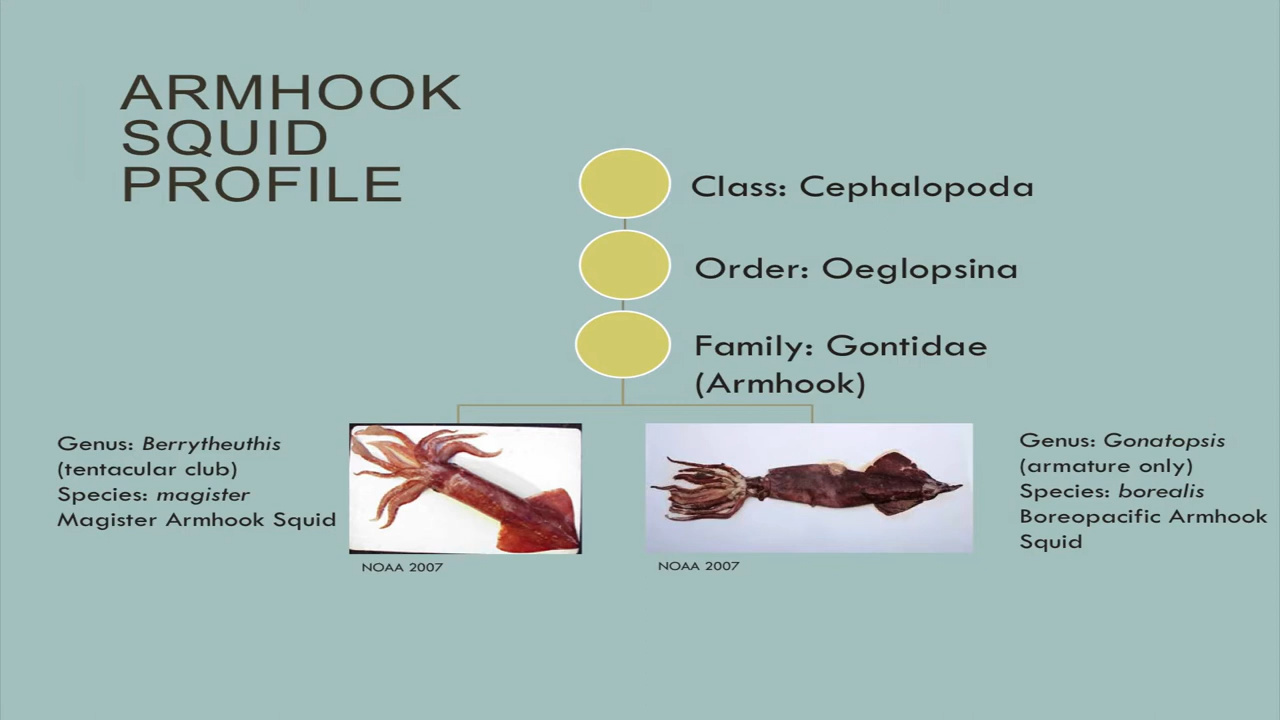 ARMHOOK
SQUID
PROFILE
Class: Cephalopoda
Order: Oeglopsina
Family: Gontidae
(Armhook)
Genus: Berrytheuthis
(tentacular club)
Species: magister
Magister Armhook Squid
NOAA 2007
NOAA 2007
Genus: Gonatopsis
(armature only)
Species: borealis
Boreopacific Armhook
Squid